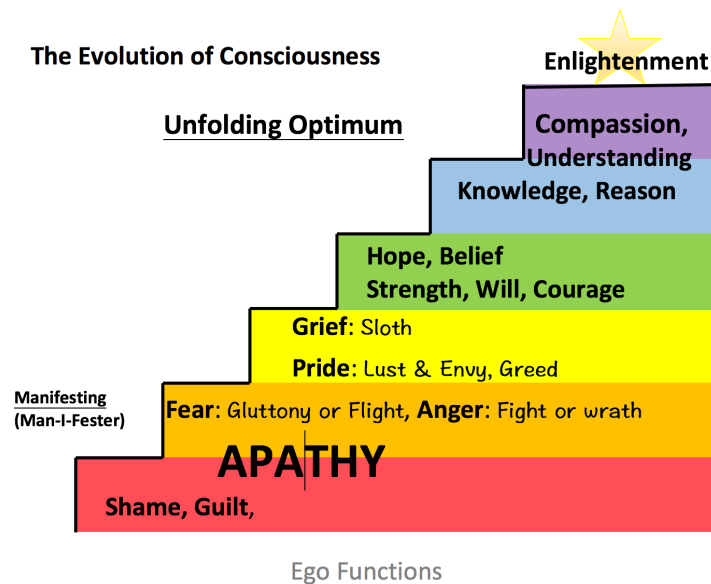 The Evolution of Consciousness
Enlightenment
Unfolding Optimum
Compassion,
Understanding
Knowledge, Reason
Hope, Belief
Strength, Will, Courage
Grief: Sloth
Pride: Lust & Envy, Greed
Manifesting
(Man-I-Fester)
Fear: Gluttony or Flight, Anger: Fight or wrath
APATHY
Shame, Guilt,
Ego Functions